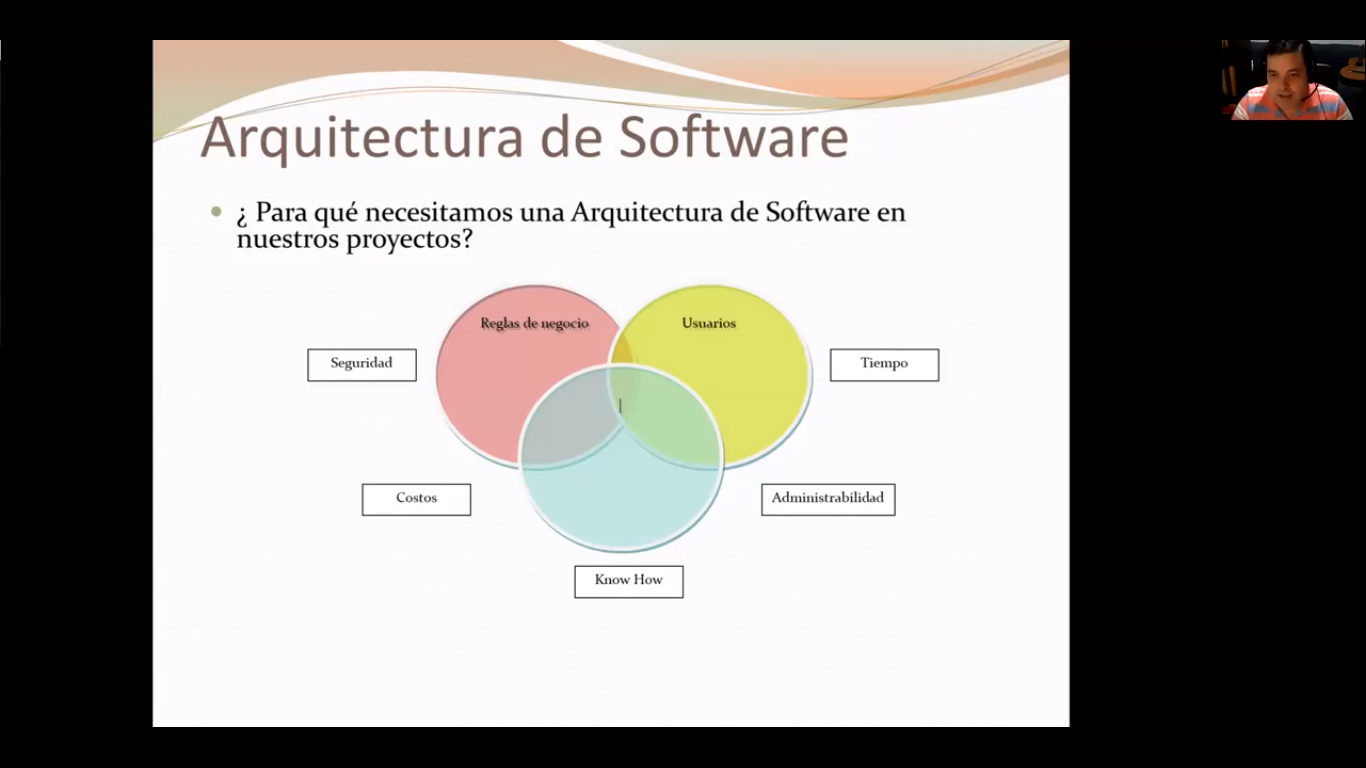 Arquitectura de Software
¿ Para qué necesitamos una Arquitectura de Software en
nuestros proyectos?
Reglas de negocio
Usuarios
Seguridad
Tiempo
Costos
Administrabilidad
Know How